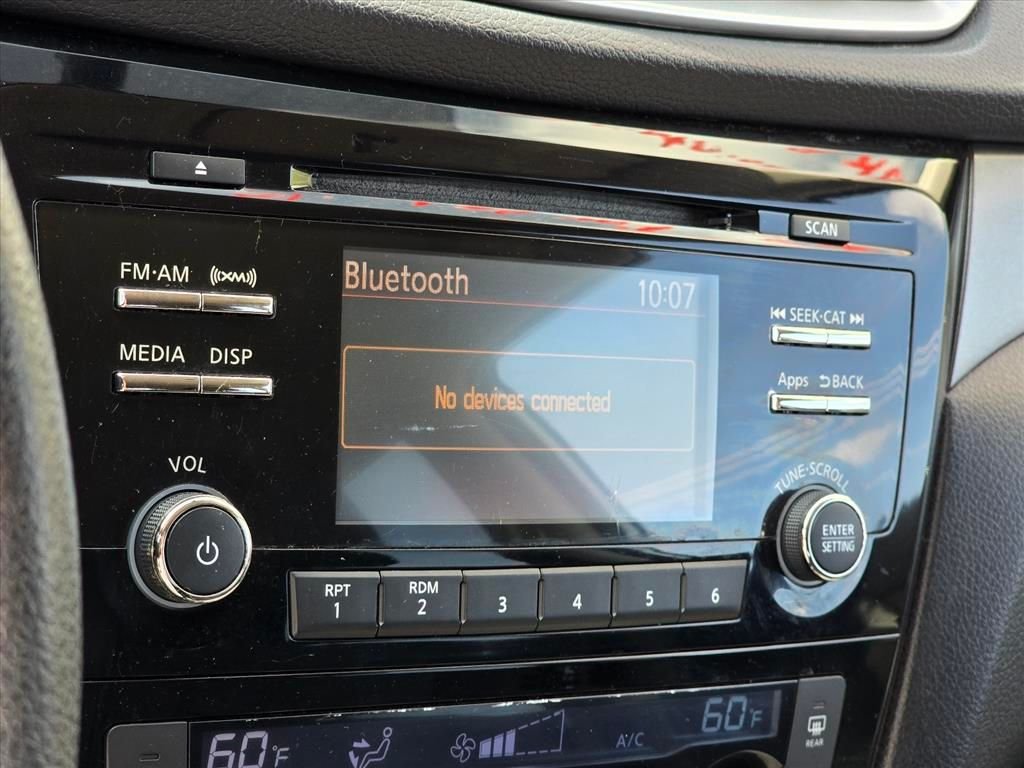 SCAN
FM·AM ((XM))
Bluetooth 10:07
⏮ SEEK·CAT ⏭
MEDIA DISP
No devices connected
Apps ⮌BACK
VOL
TUNE·SCROLL
ENTER
SETTING
RPT
1
RDM
2
3
4
5
6
60°F
A/C
60°F
REAR